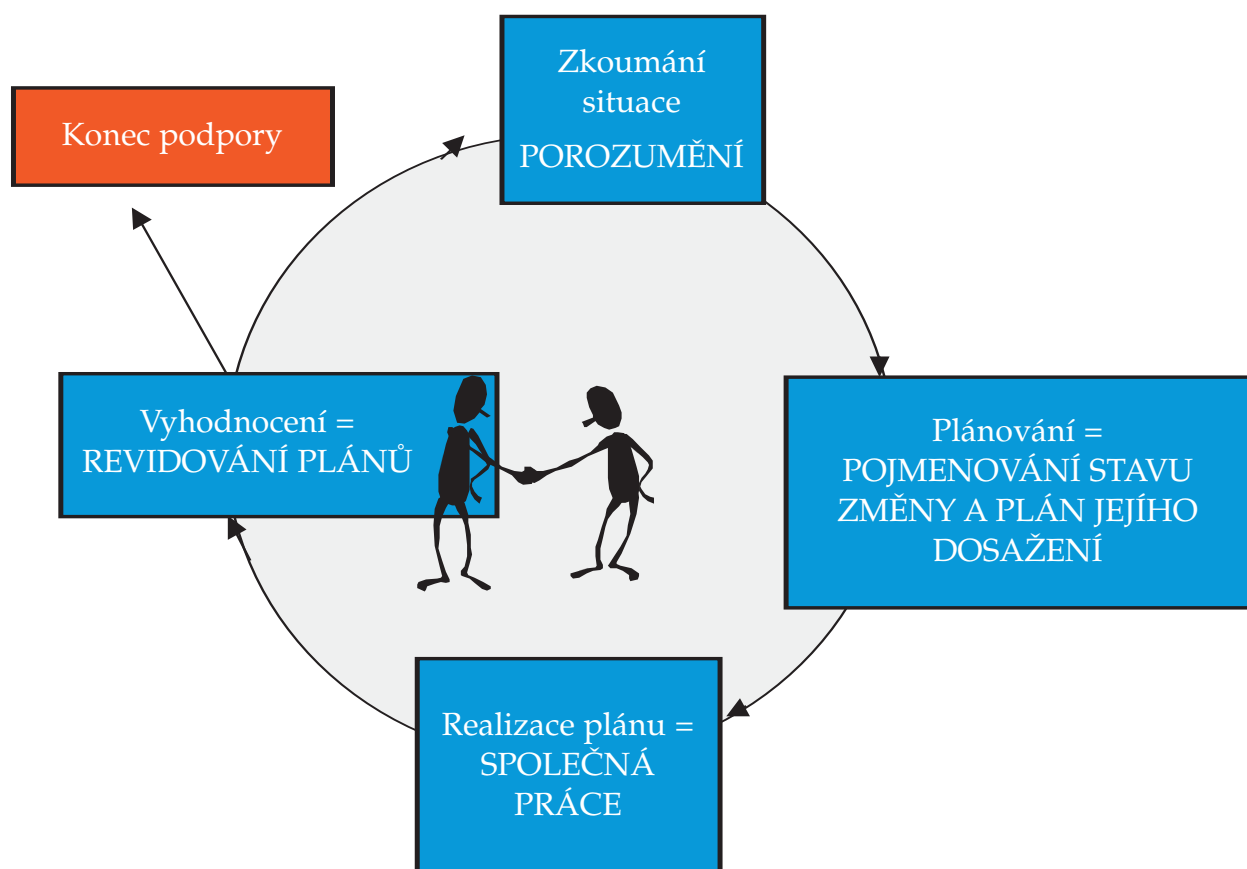 Zkoumání
situace
POROZUMĚNÍ
Konec podpory
Vyhodnocení =
REVIDOVÁNÍ PLÁNŮ
Plánování =
POJMENOVÁNÍ STAVU
ZMĚNY A PLÁN JEJÍHO
DOSAŽENÍ
Realizace plánu =
SPOLEČNÁ
PRÁCE